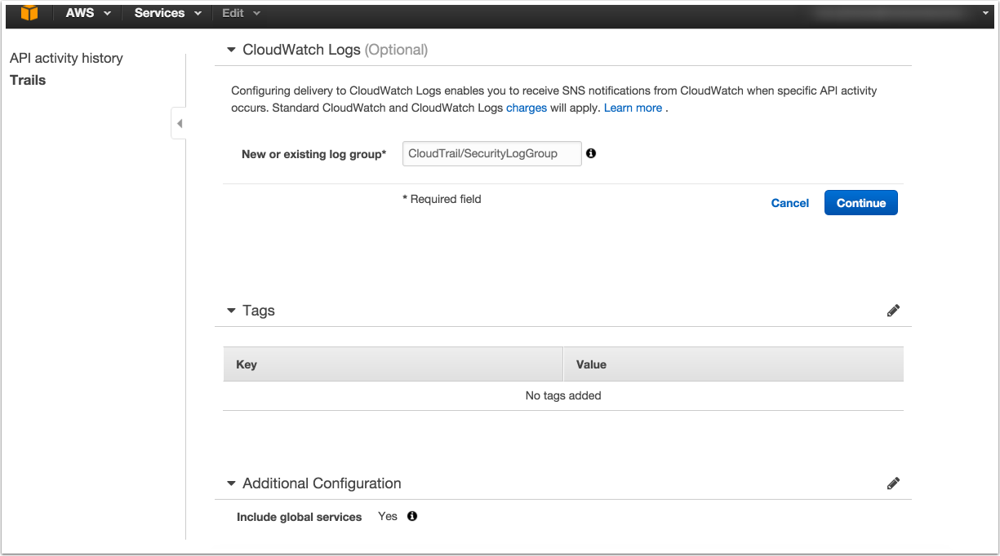 AWS Services Edit
API activity history
Trails
CloudWatch Logs (Optional)
Configuring delivery to CloudWatch Logs enables you to receive SNS notifications from CloudWatch when specific API activity
occurs. Standard CloudWatch and CloudWatch Logs charges will apply. Learn more .
New or existing log group* CloudTrail/SecurityLogGroup
* Required field
Cancel Continue
Tags
Key Value
No tags added
Additional Configuration
Include global services Yes